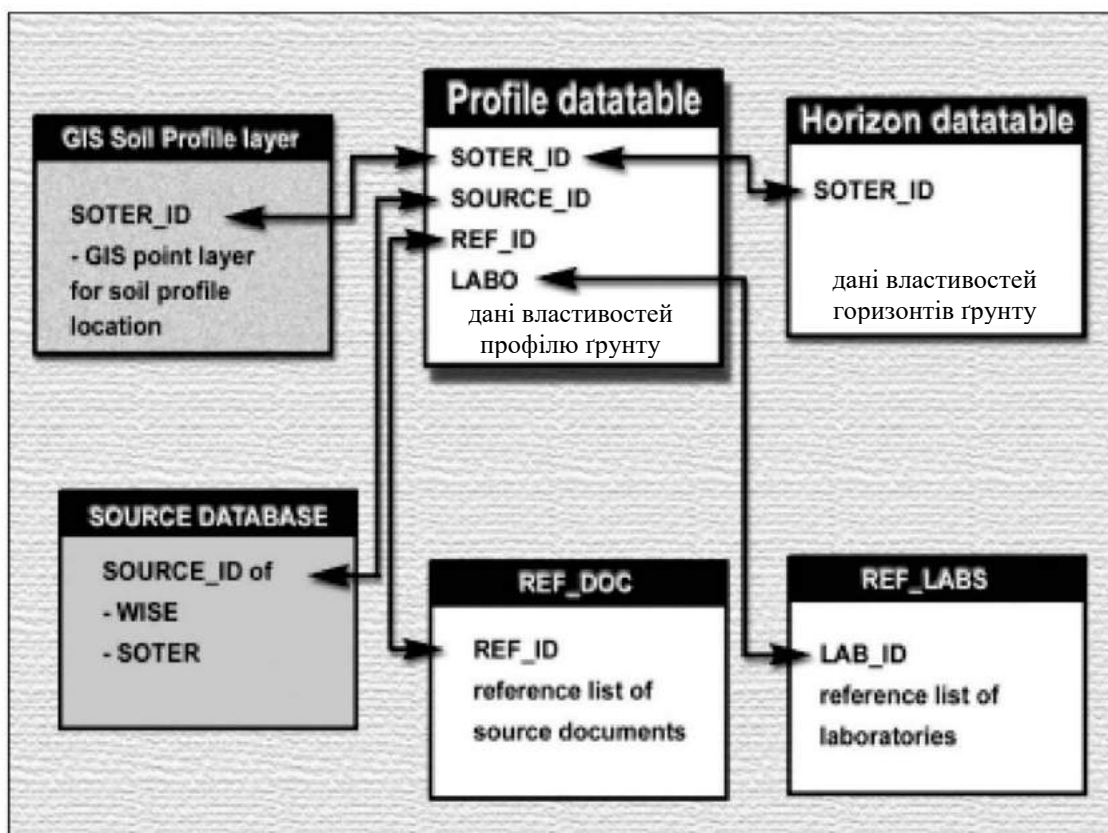 GIS Soil Profile layer
SOTER_ID
- GIS point layer
for soil profile
location
Profile datatable
SOTER_ID
SOURCE_ID
REF_ID
LABO
дані властивостей
профілю ґрунту
Horizon datatable
SOTER_ID
дані властивостей
горизонтів ґрунту
SOURCE DATABASE
SOURCE_ID of
- WISE
- SOTER
REF_DOC
REF_ID
reference list of
source documents
REF_LABS
LAB_ID
reference list of
laboratories